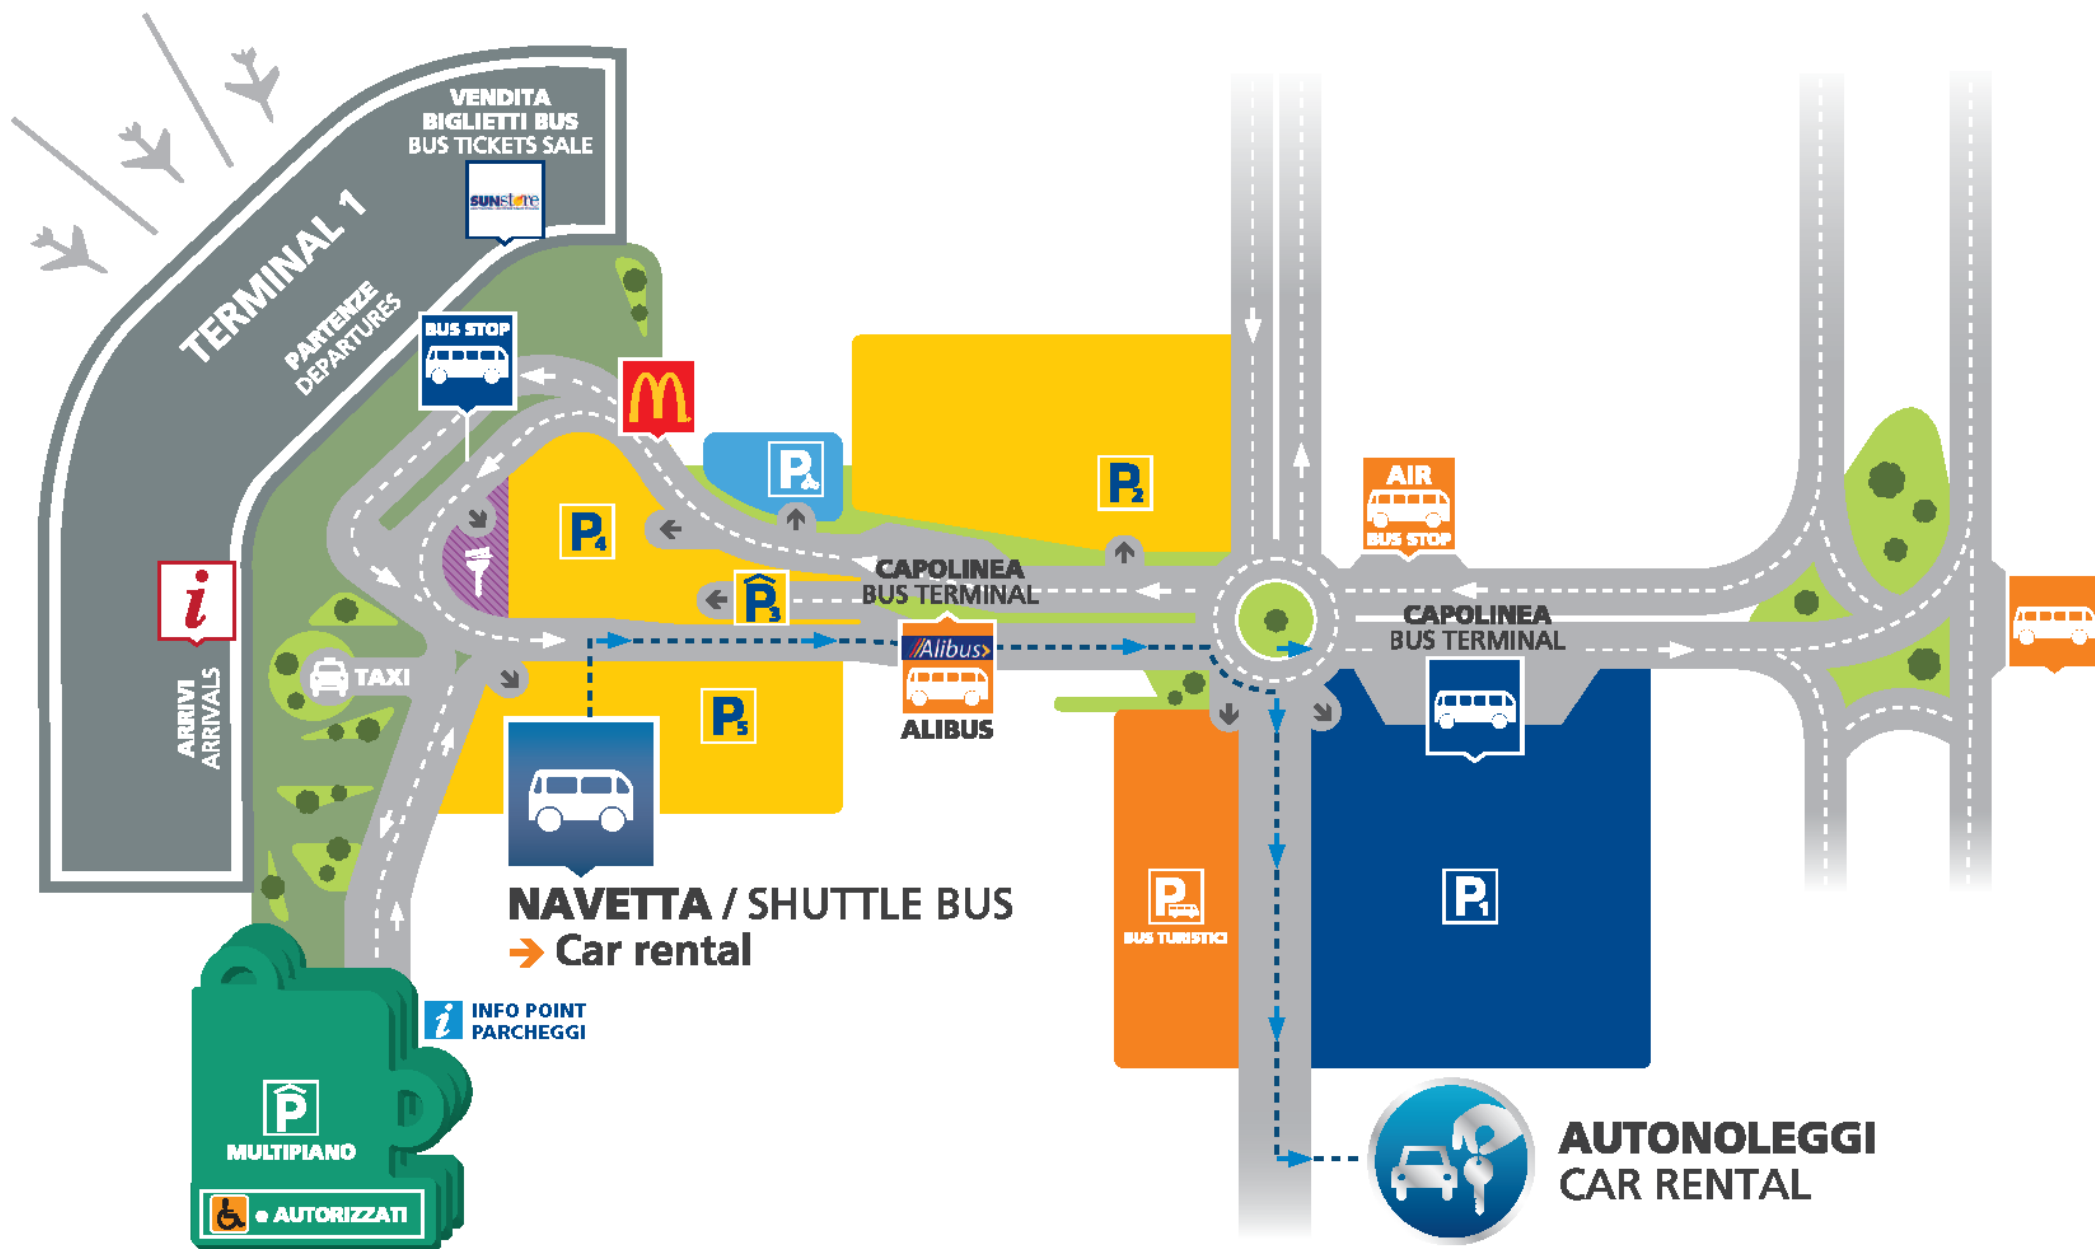 VENDITA
BIGLIETTI BUS
BUS TICKETS SALE
SUNstore
TERMINAL 1
PARTENZE
DEPARTURES
BUS STOP
P
P2
AIR
BUS STOP
P4
CAPOLINEA
BUS TERMINAL
P3
CAPOLINEA
BUS TERMINAL
i
ARRIVI
ARRIVALS
TAXI
//Alibus>
ALIBUS
P5
NAVETTA / SHUTTLE BUS
→ Car rental
P
BUS TURISTICI
P1
i
INFO POINT
PARCHEGGI
P
MULTIPIANO
e AUTORIZZATI
AUTONOLEGGI
CAR RENTAL